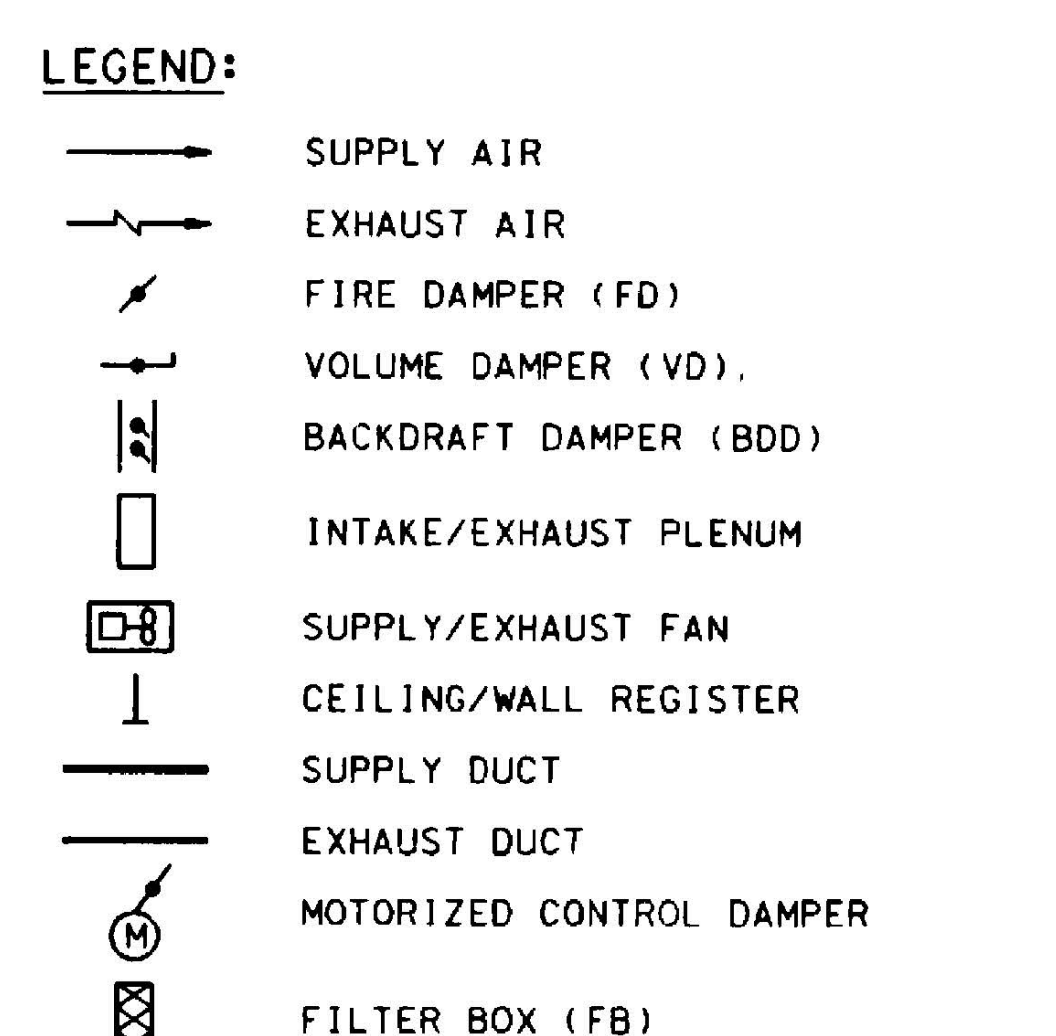 LEGEND:
SUPPLY AIR
EXHAUST AIR
FIRE DAMPER (FD)
VOLUME DAMPER (VD).
BACKDRAFT DAMPER (BDD)
INTAKE/EXHAUST PLENUM
SUPPLY/EXHAUST FAN
CEILING/WALL REGISTER
SUPPLY DUCT
EXHAUST DUCT
M MOTORIZED CONTROL DAMPER
FILTER BOX (FB)